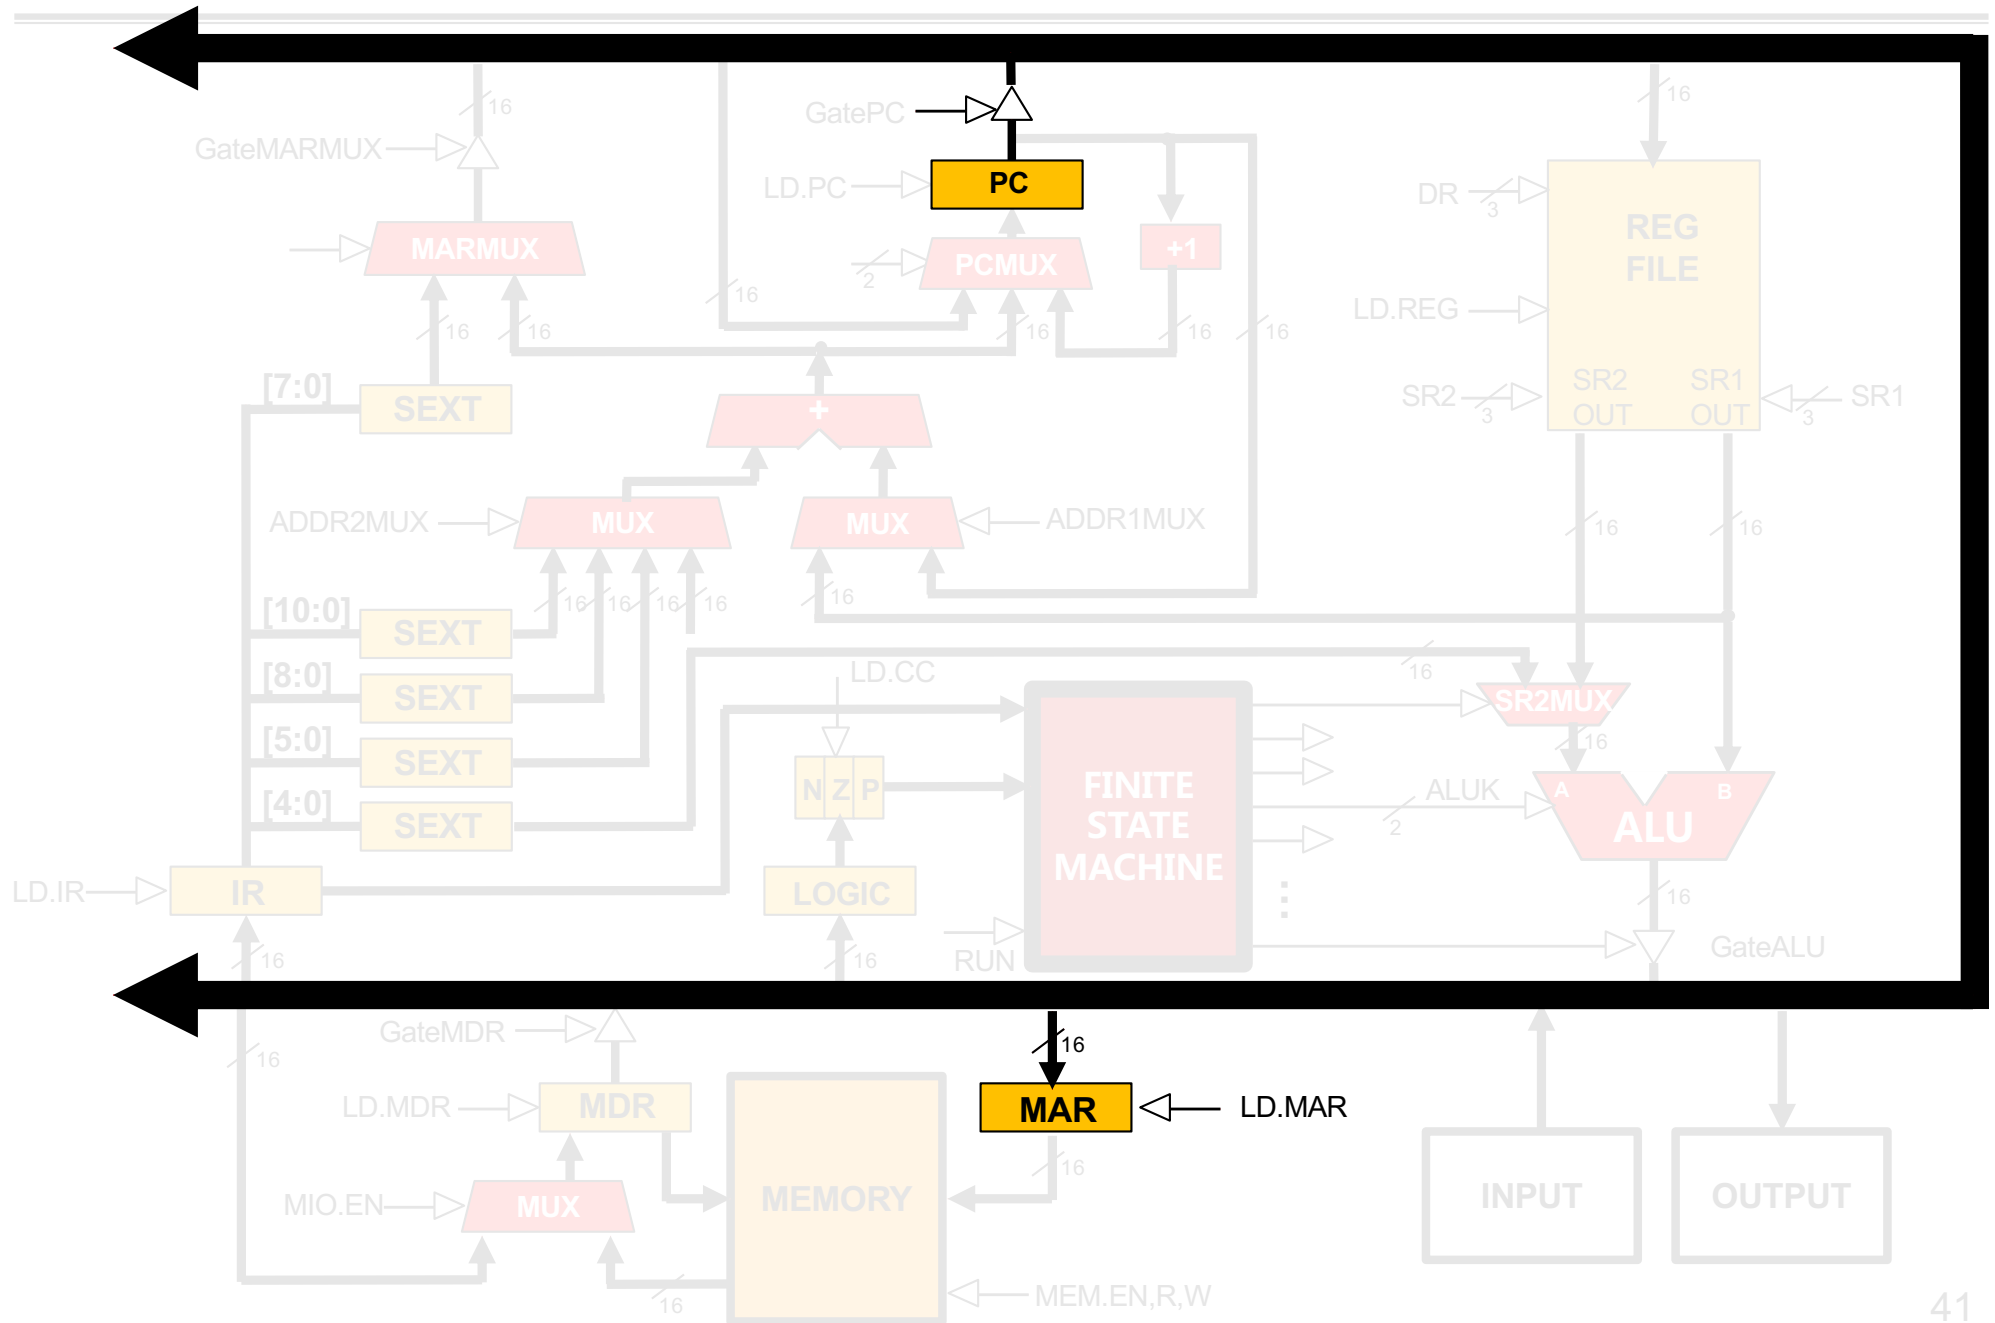 16
GatePC
16
GateMARMUX
LD.PC
PC
DR
3
REG
FILE
MARMUX
2
PCMUX
+1
16
LD.REG
16
16
16
16
16
[7:0]
SEXT
+
SR2
3
SR2
OUT
SR1
OUT
3
SR1
ADDR2MUX
MUX
MUX
ADDR1MUX
16
16
[10:0]
SEXT
16
16
16
16
16
[8:0]
SEXT
LD.CC
16
SR2MUX
[5:0]
SEXT
16
N Z P
FINITE
STATE
MACHINE
ALUK
2
A
B
ALU
[4:0]
SEXT
LD.IR
IR
LOGIC
⋮
16
16
16
RUN
GateALU
GateMDR
16
16
LD.MDR
MDR
MAR
LD.MAR
16
MIO.EN
MUX
MEMORY
INPUT
OUTPUT
16
MEM.EN,R,W
41